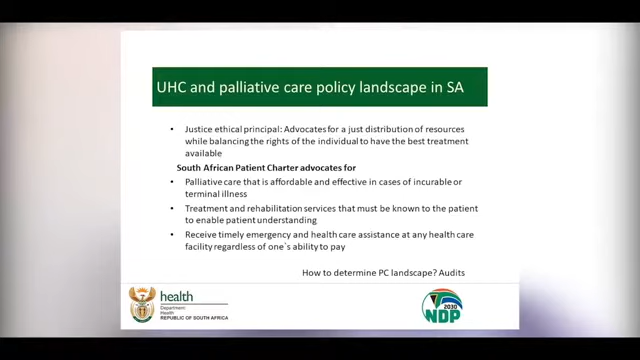 UHC and palliative care policy landscape in SA
• Justice ethical principal: Advocates for a just distribution of resources
while balancing the rights of the individual to have the best treatment
available
South African Patient Charter advocates for
• Palliative care that is affordable and effective in cases of incurable or
terminal illness
• Treatment and rehabilitation services that must be known to the patient
to enable patient understanding
• Receive timely emergency and health care assistance at any health care
facility regardless of one`s ability to pay
How to determine PC landscape? Audits
health
Department:
Health
REPUBLIC OF SOUTH AFRICA
2030
NDP